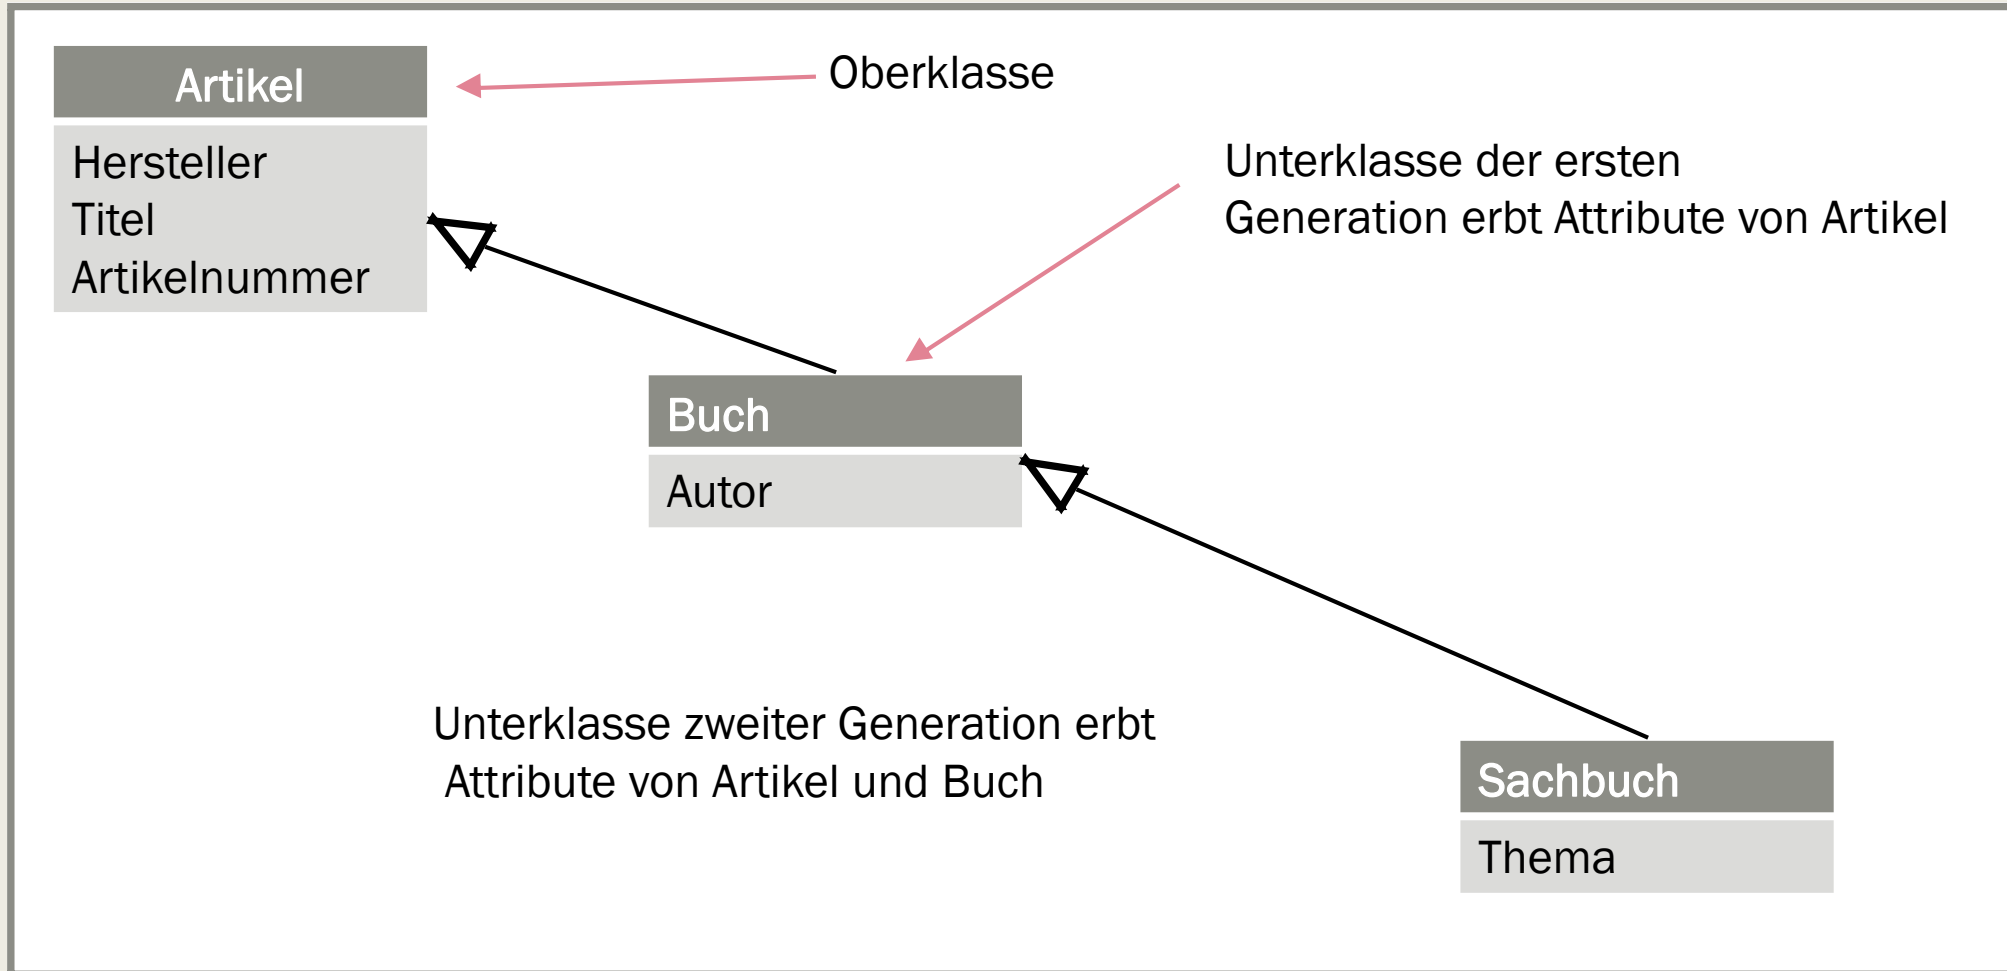 Artikel
Oberklasse
Hersteller
Titel
Artikelnummer
Unterklasse der ersten
Generation erbt Attribute von Artikel
Buch
Autor
Unterklasse zweiter Generation erbt
Attribute von Artikel und Buch
Sachbuch
Thema